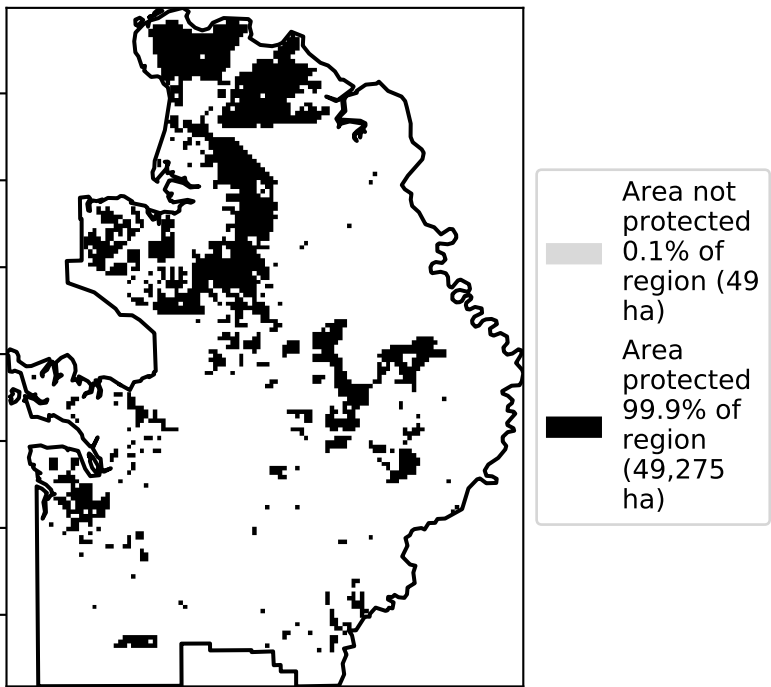 Area not
protected
0.1% of
region (49
ha)
Area
protected
99.9% of
region
(49,275
ha)